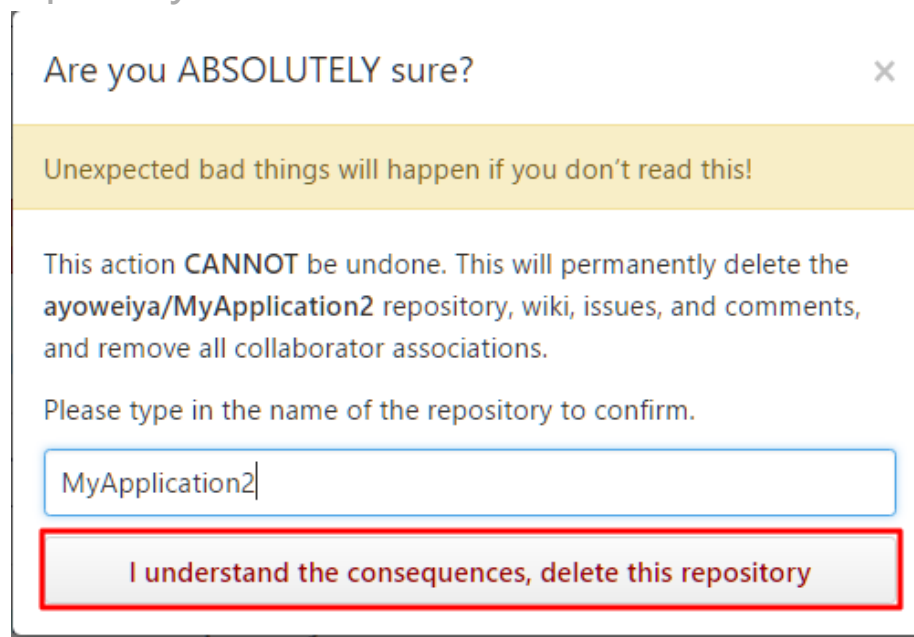 Are you ABSOLUTELY sure?
Unexpected bad things will happen if you don't read this!
This action CANNOT be undone. This will permanently delete the
ayoweiya/MyApplication2 repository, wiki, issues, and comments,
and remove all collaborator associations.
Please type in the name of the repository to confirm.
MyApplication2
I understand the consequences, delete this repository